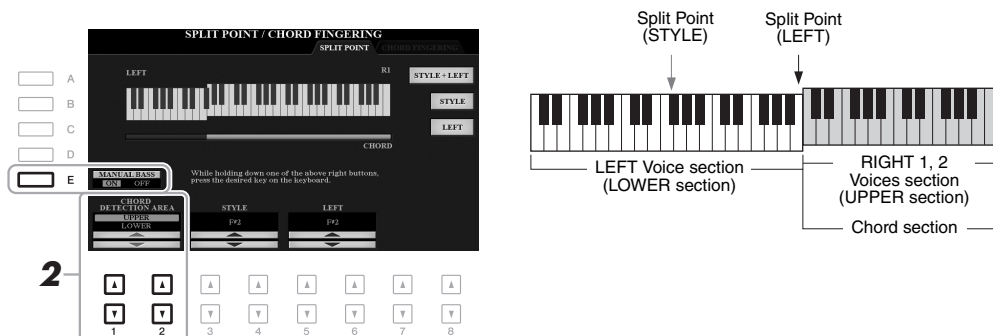 SPLIT POINT / CHORD FINGERING
SPLIT POINT
CHORD FINGERING
LEFT
R1
STYLE + LEFT
STYLE
LEFT
CHORD
A
B
C
D
E
MANUAL BASS
ON OFF
While holding down one of the above right buttons,
press the desired key on the keyboard.
CHORD
DETECTION AREA
UPPER
LOWER
STYLE
F#2
LEFT
F#2
2
1 2 3 4 5 6 7 8
Split Point
(STYLE)
Split Point
(LEFT)
LEFT Voice section
(LOWER section)
RIGHT 1, 2
Voices section
(UPPER section)
Chord section